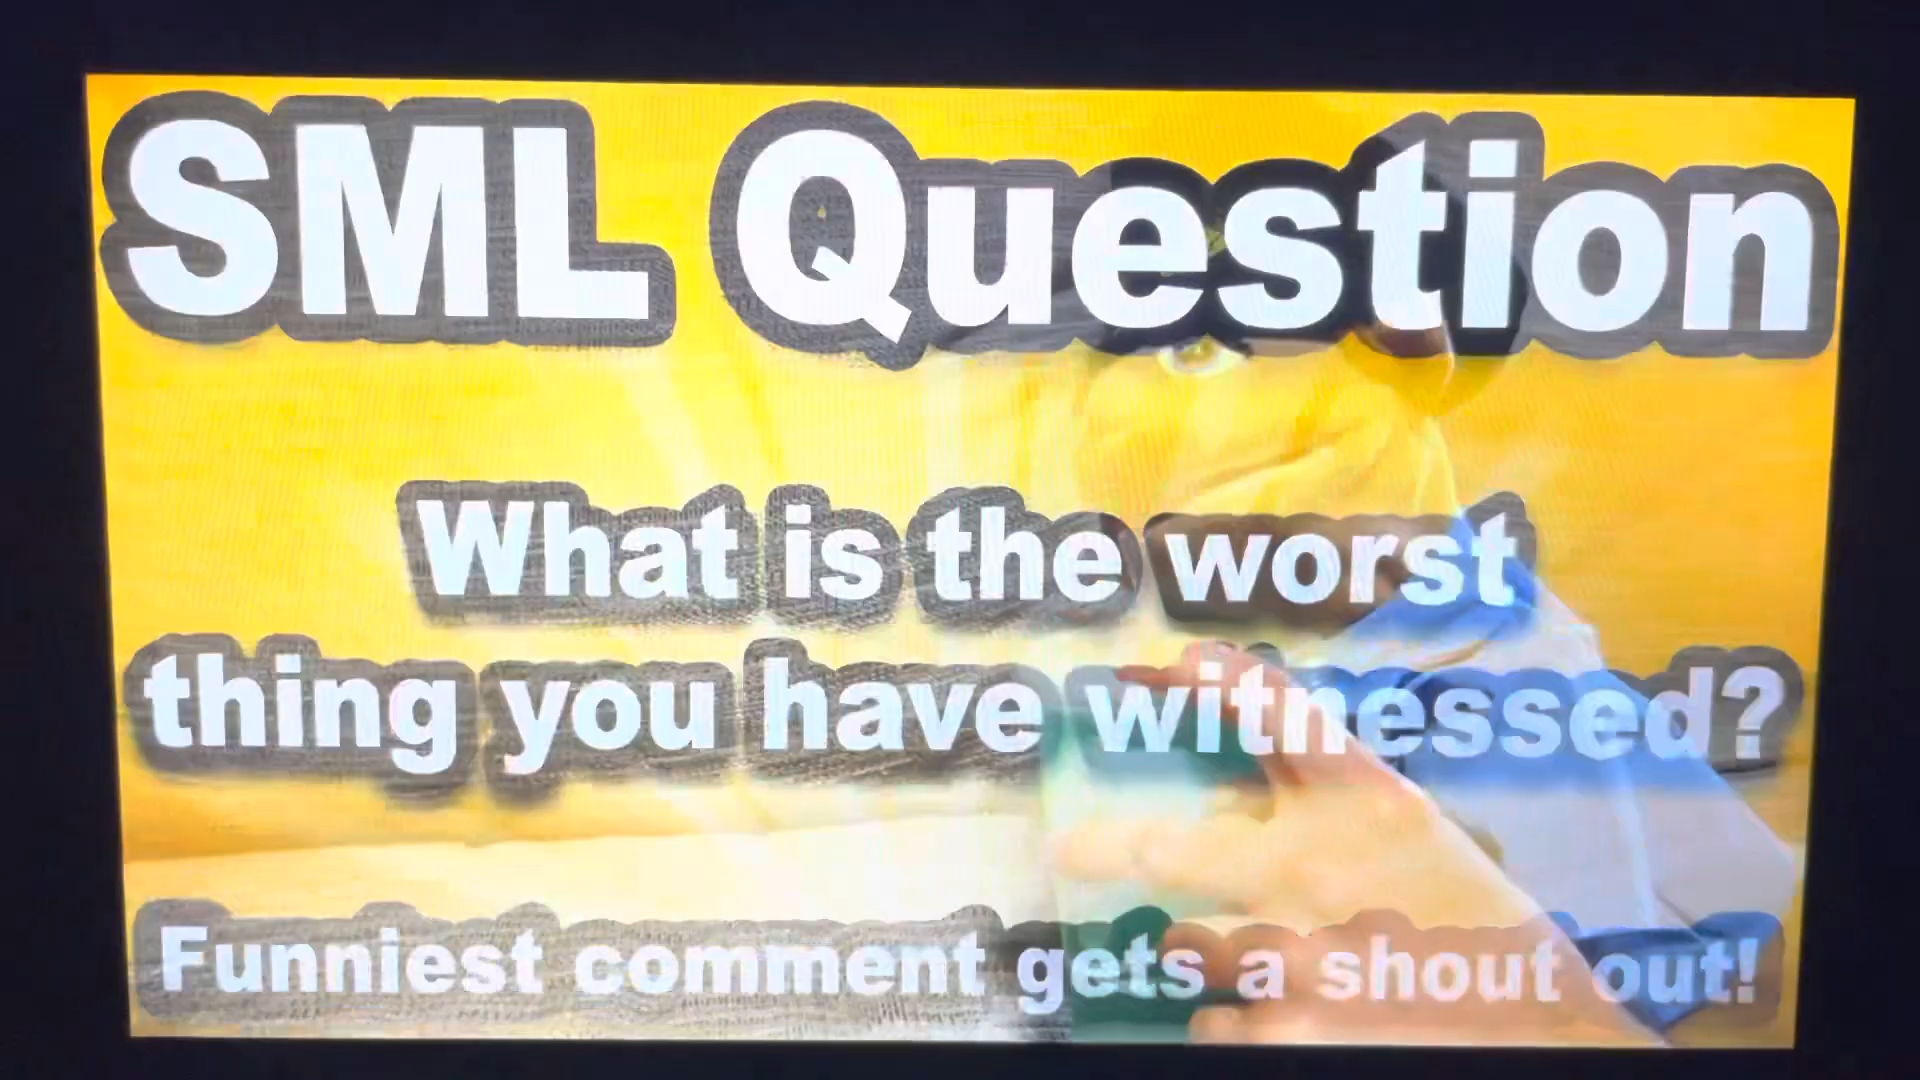 SML Question
What is the worst
thing you have witnessed?
Funniest comment gets a shout out!